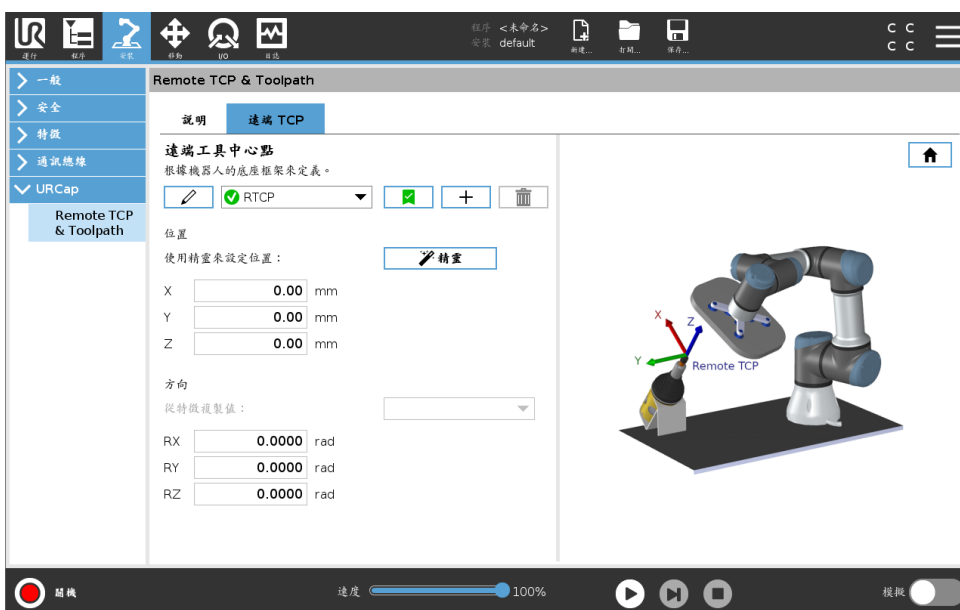 UR
程序 <未命名>
安裝 default
運行 程序 安裝 移動 I/O 日誌 新建... 打開... 保存...
C C
C C
一般
安全
特徵
通訊總線
URCap
Remote TCP
& Toolpath
Remote TCP & Toolpath
說明 遠端 TCP
遠端工具中心點
根據機器人的底座框架來定義。
RTCP
位置
使用精靈來設定位置：
精靈
X 0.00 mm
Y 0.00 mm
Z 0.00 mm
方向
從特徵複製值：
RX 0.0000 rad
RY 0.0000 rad
RZ 0.0000 rad
X
Z
Y
Remote TCP
關機
速度 100%
模擬